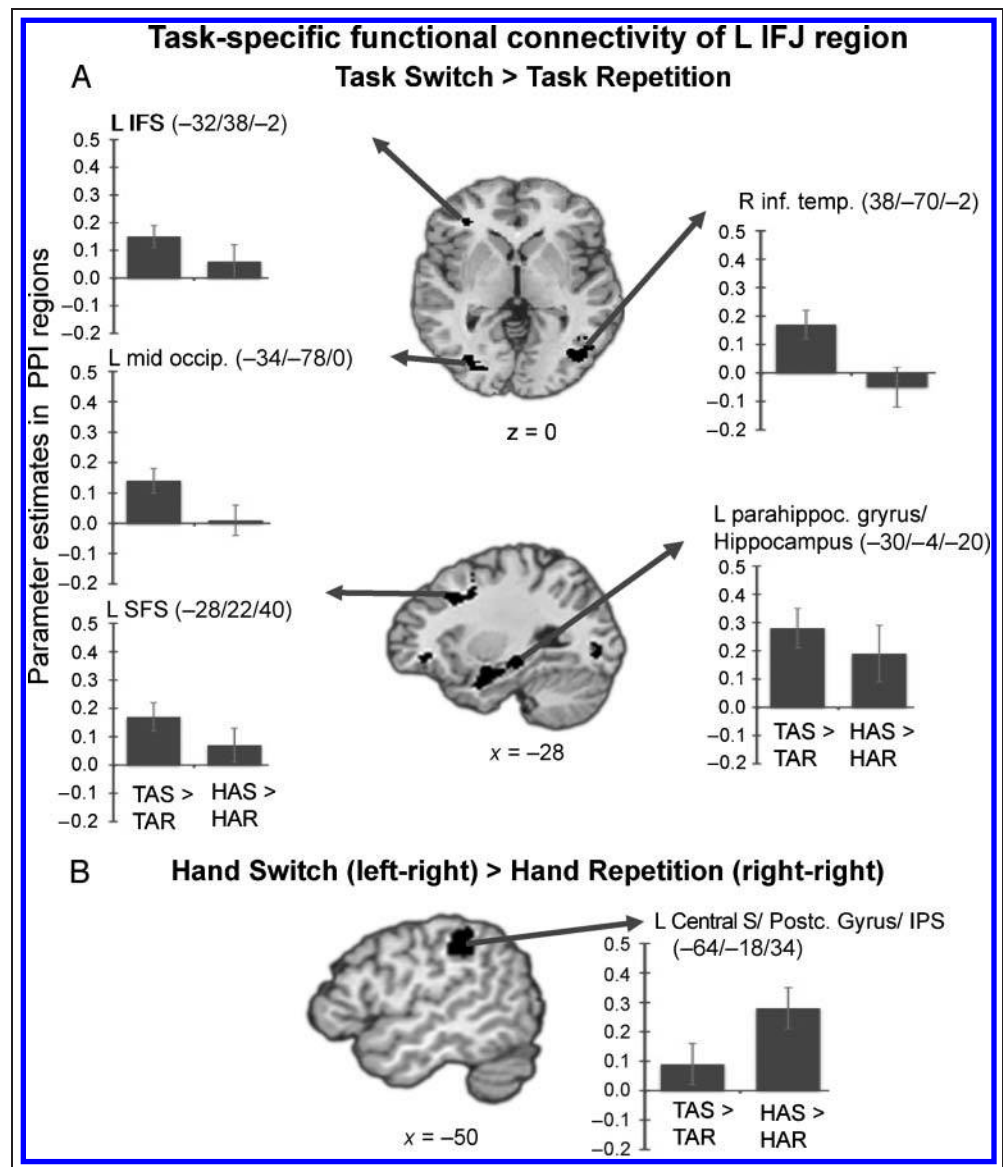 Task-specific functional connectivity of L IFJ region
A
Task Switch > Task Repetition
Parameter estimates in PPI regions
L IFS (–32/38/–2)
0.5
0.4
0.3
0.2
0.1
0.0
–0.1
–0.2
L mid occip. (–34/–78/0)
0.5
0.4
0.3
0.2
0.1
0.0
–0.1
–0.2
L SFS (–28/22/40)
0.5
0.4
0.3
0.2
0.1
0.0
–0.1
–0.2
TAS > HAS >
TAR HAR
z = 0
R inf. temp. (38/–70/–2)
0.5
0.4
0.3
0.2
0.1
0.0
–0.1
–0.2
x = –28
L parahippoc. gryrus/
Hippocampus (–30/–4/–20)
0.5
0.4
0.3
0.2
0.1
0.0
–0.1
–0.2
TAS > HAS >
TAR HAR
B
Hand Switch (left-right) > Hand Repetition (right-right)
x = –50
L Central S/ Postc. Gyrus/ IPS
(–64/–18/34)
0.5
0.4
0.3
0.2
0.1
0.0
–0.1
–0.2
TAS > HAS >
TAR HAR